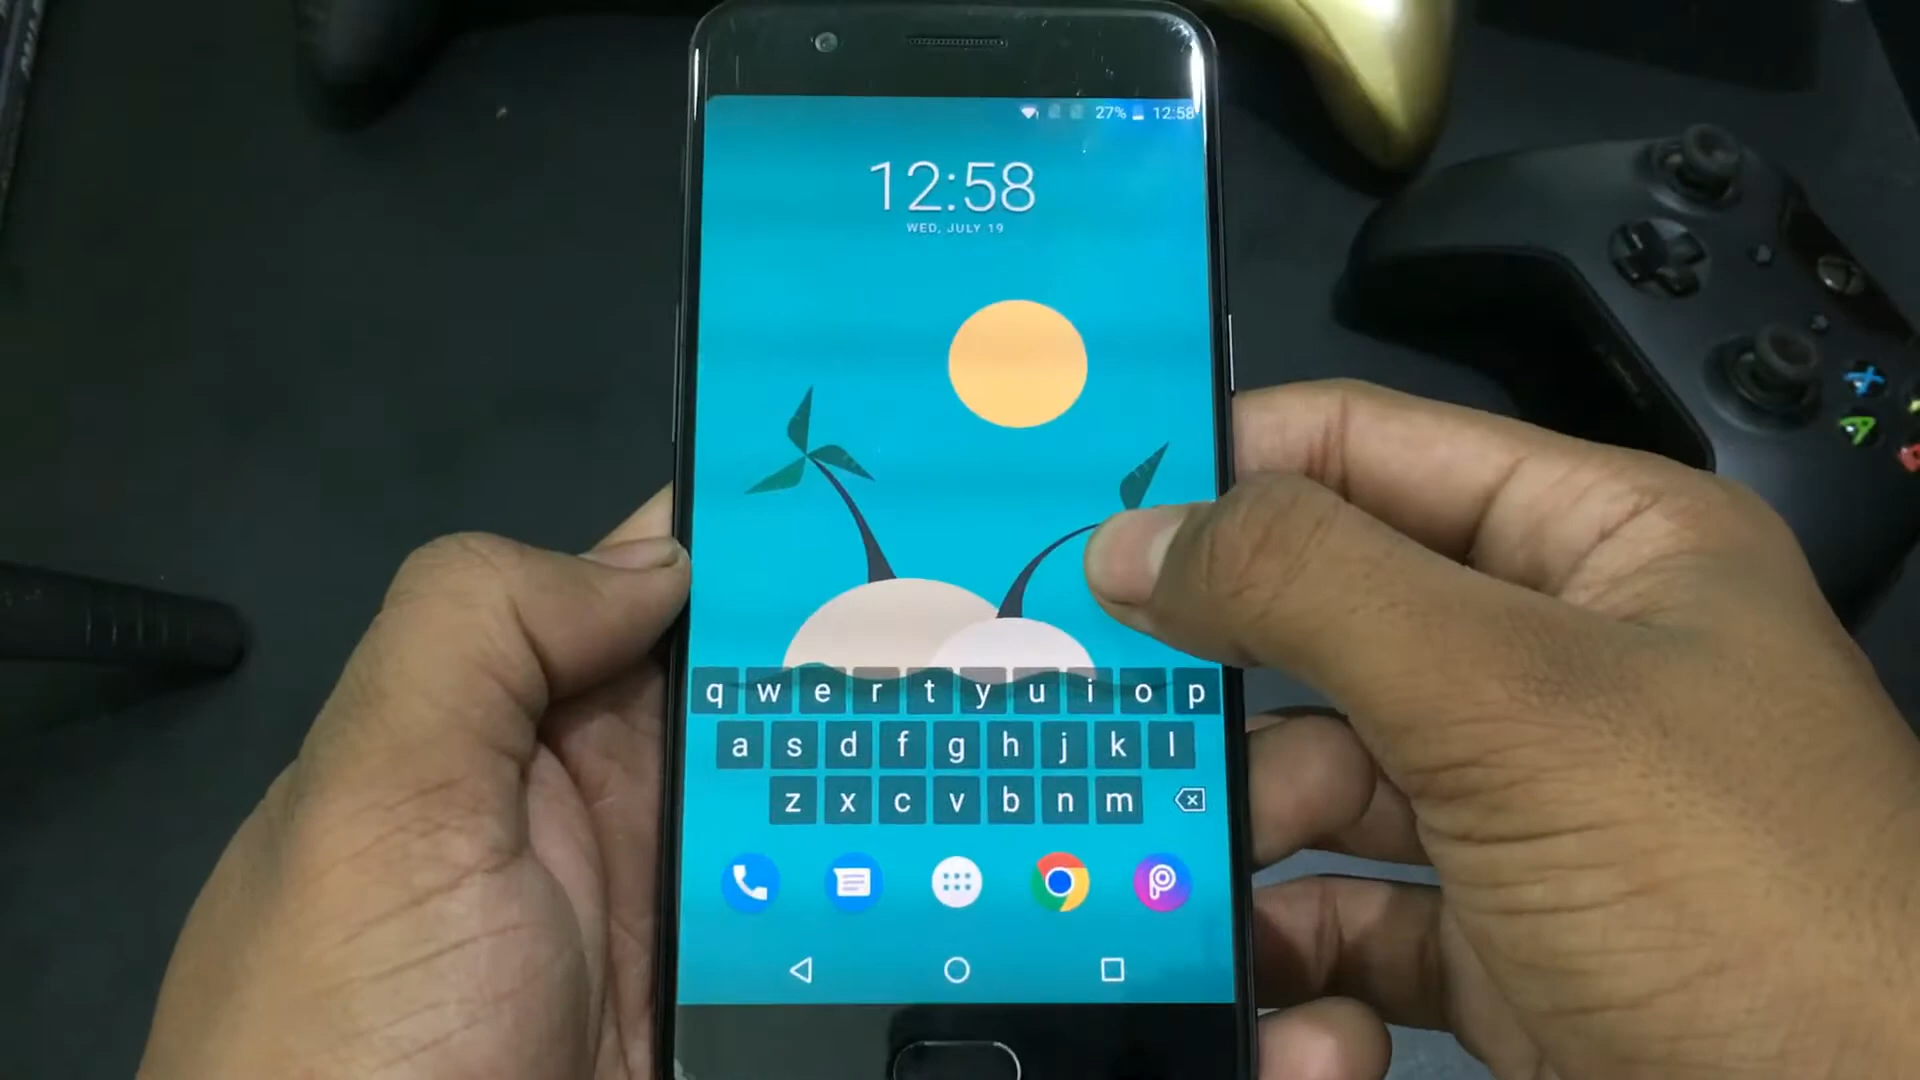 27% 12:58
12:58
WED, JULY 19
q w e r t y u i o p
a s d f g h j k l
z x c v b n m
X
A